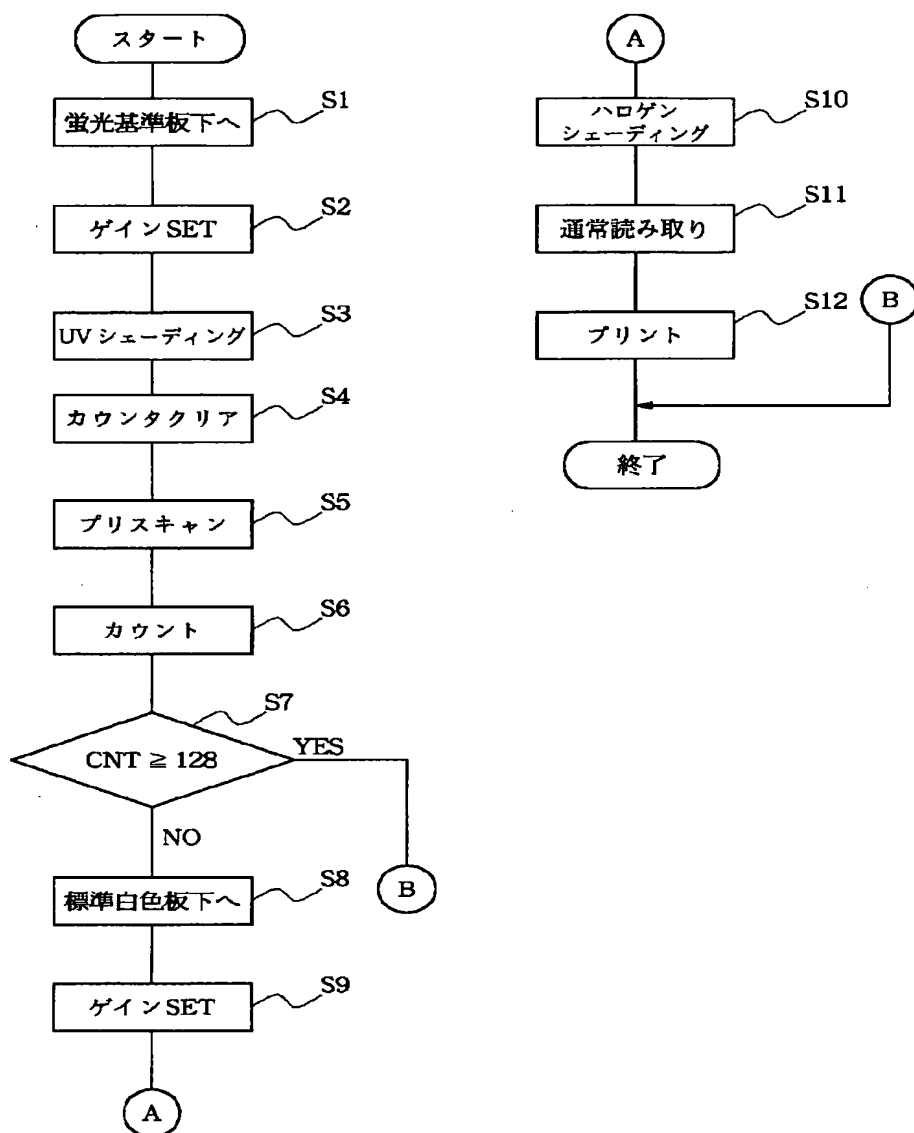 スタート
蛍光基準板下へ
S1
ゲインSET
S2
UVシェーディング
S3
カウンタクリア
S4
プリスキャン
S5
カウント
S6
CNT ≧ 128
S7
YES
NO
B
標準白色板下へ
S8
ゲインSET
S9
A
A
ハロゲン
シェーディング
S10
通常読み取り
S11
プリント
S12
B
終了